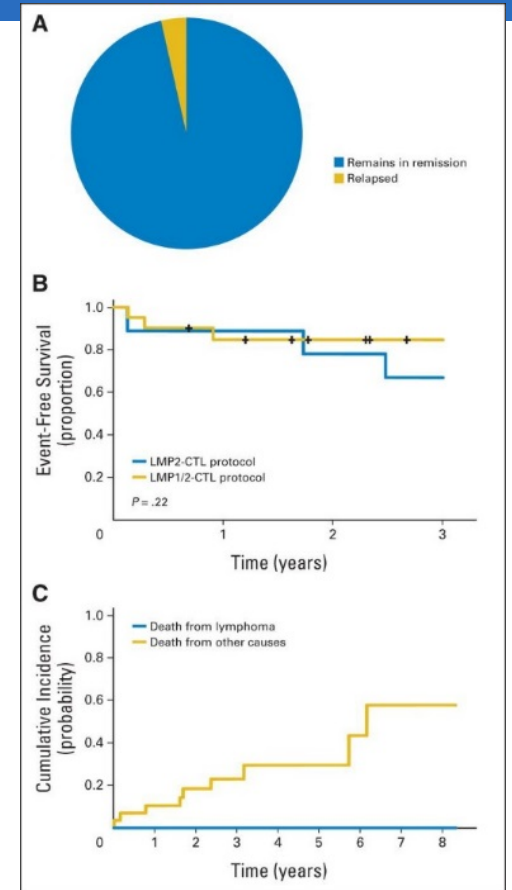 A
Remains in remission
Relapsed
B
Event-Free Survival
(proportion)
1.0
0.8
0.6
0.4
0.2
LMP2-CTL protocol
LMP1/2-CTL protocol
P = .22
0 1 2 3
Time (years)
C
Cumulative Incidence
(probability)
1.0
0.8
0.6
0.4
0.2
Death from lymphoma
Death from other causes
0 1 2 3 4 5 6 7 8
Time (years)